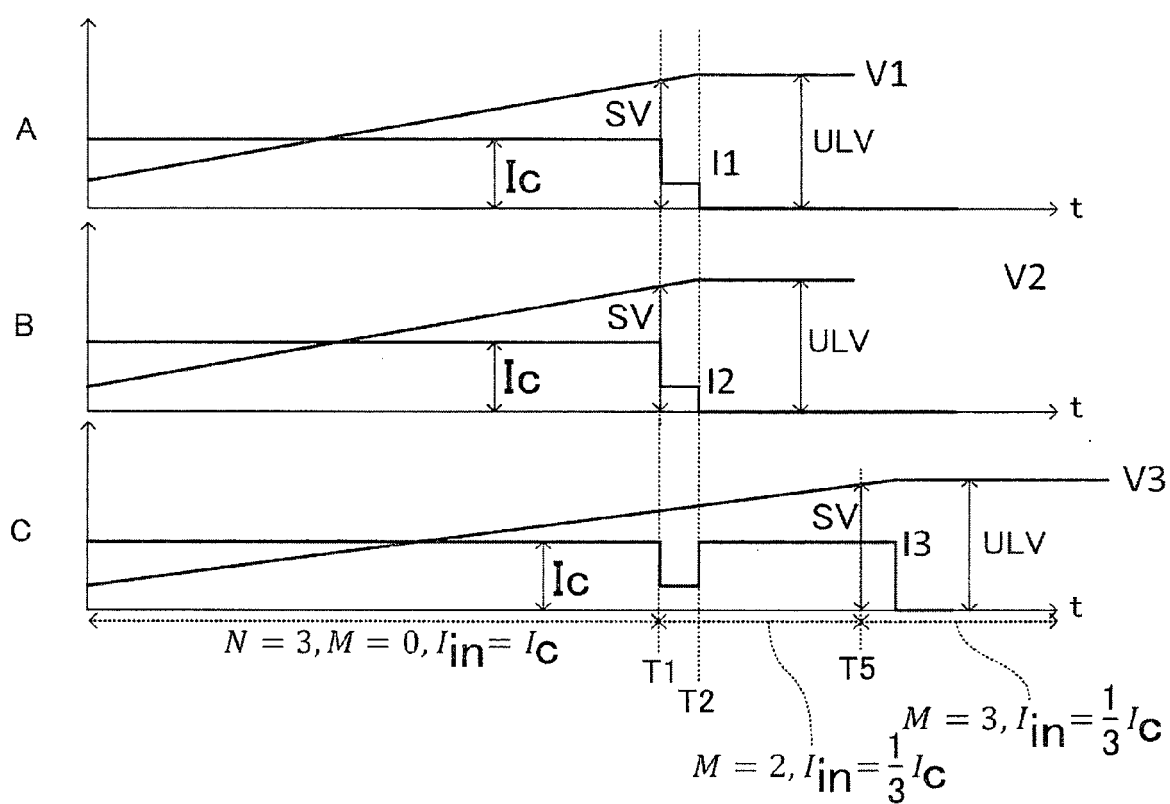 V1
SV
A
ULV
I1
Ic
t
V2
SV
B
ULV
Ic
I2
t
V3
SV
C
I3
ULV
Ic
t
N = 3, M = 0, Iin = Ic
T1
T5
T2
M = 3, Iin = 1/3 Ic
M = 2, Iin = 1/3 Ic